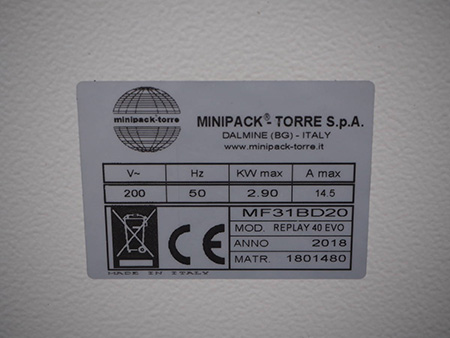 minipack-torre
MINIPACK® - TORRE S.p.A.
DALMINE (BG) - ITALY
www.minipack-torre.it
V~ Hz KW max A max
200 50 2.90 14.5
MF31BD20
MOD. REPLAY 40 EVO
ANNO 2018
MATR. 1801480
CE
MADE IN ITALY